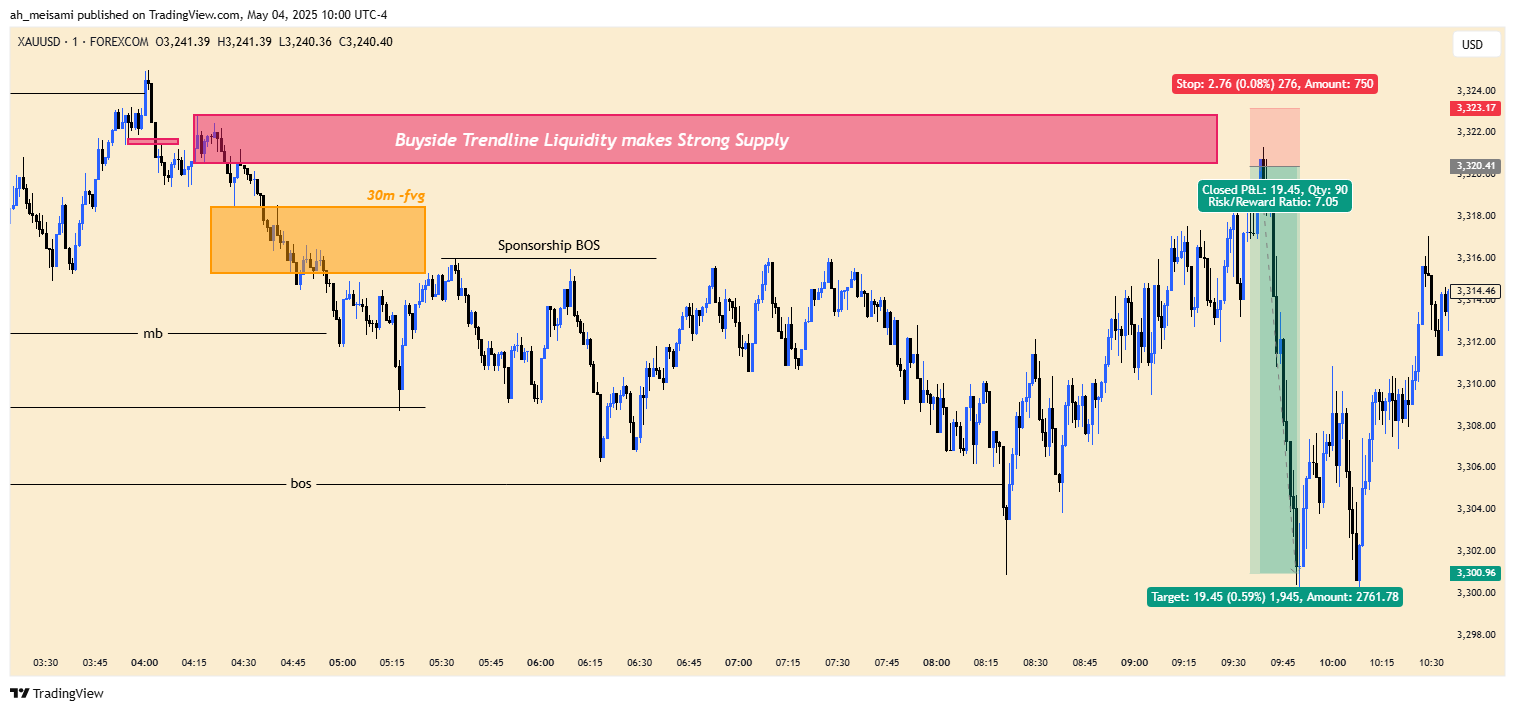 ah_meisami published on TradingView.com, May 04, 2025 10:00 UTC-4
XAUUSD · 1 · FOREXCOM O3,241.39 H3,241.39 L3,240.36 C3,240.40
USD
Stop: 2.76 (0.08%) 276, Amount: 750
3,324.00
3,323.17
3,322.00
Buyside Trendline Liquidity makes Strong Supply
3,320.41
3,320.00
Closed P&L: 19.45, Qty: 90
Risk/Reward Ratio: 7.05
30m -fvg
3,318.00
Sponsorship BOS
3,316.00
3,314.46
3,314.00
mb
3,312.00
3,310.00
3,308.00
3,306.00
bos
3,304.00
3,302.00
3,300.96
3,300.00
Target: 19.45 (0.59%) 1,945, Amount: 2761.78
3,298.00
03:30 03:45 04:00 04:15 04:30 04:45 05:00 05:15 05:30 05:45 06:00 06:15 06:30 06:45 07:00 07:15 07:30 07:45 08:00 08:15 08:30 08:45 09:00 09:15 09:30 09:45 10:00 10:15 10:30
TradingView